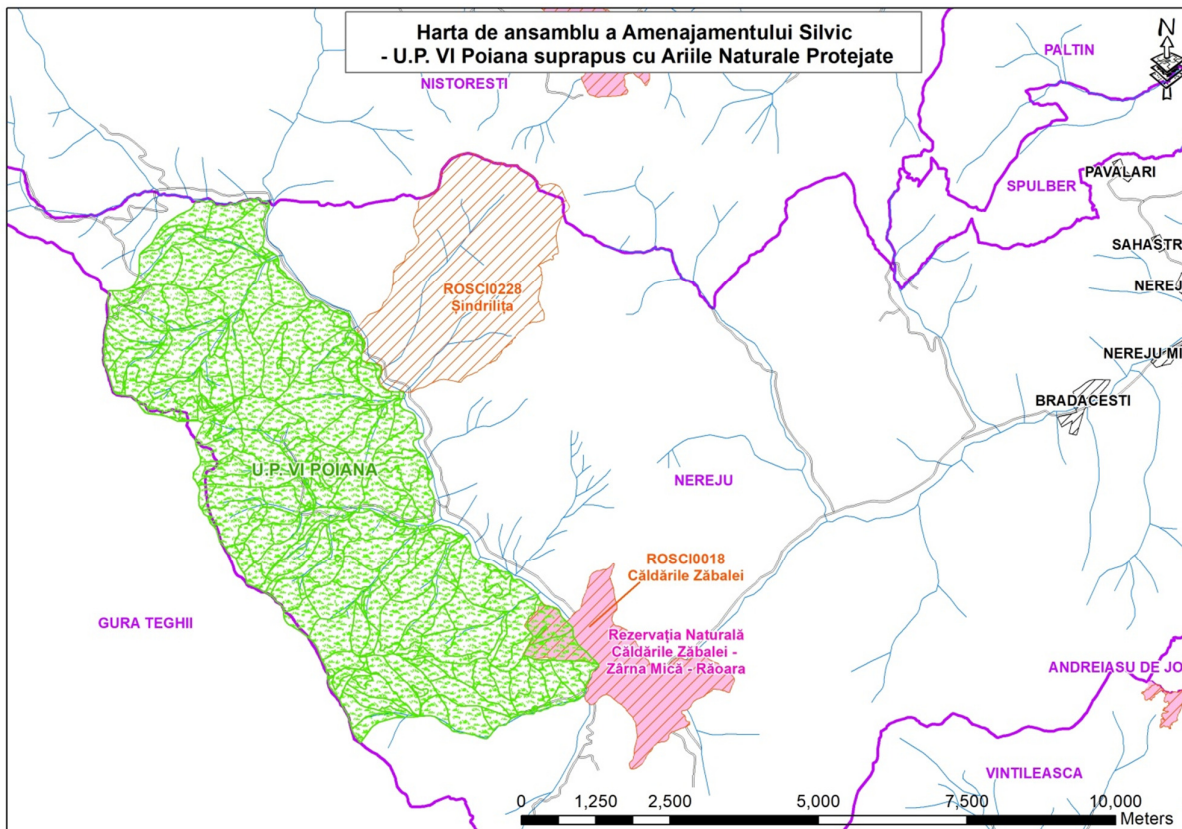 Harta de ansamblu a Amenajamentului Silvic
- U.P. VI Poiana suprapus cu Ariile Naturale Protejate
N
PALTIN
NISTORESTI
PAVALARI
SPULBER
SAHASTR
NEREJ
ROSCI0228
Șindrilița
NEREJU MI
BRADACESTI
U.P. VI POIANA
NEREJU
ROSCI0018
Căldările Zăbalei
GURA TEGHII
Rezervația Naturală
Căldările Zăbalei -
Zârna Mică - Răoara
ANDREIASU DE JO
VINTILEASCA
0 1,250 2,500 5,000 7,500 10,000
Meters